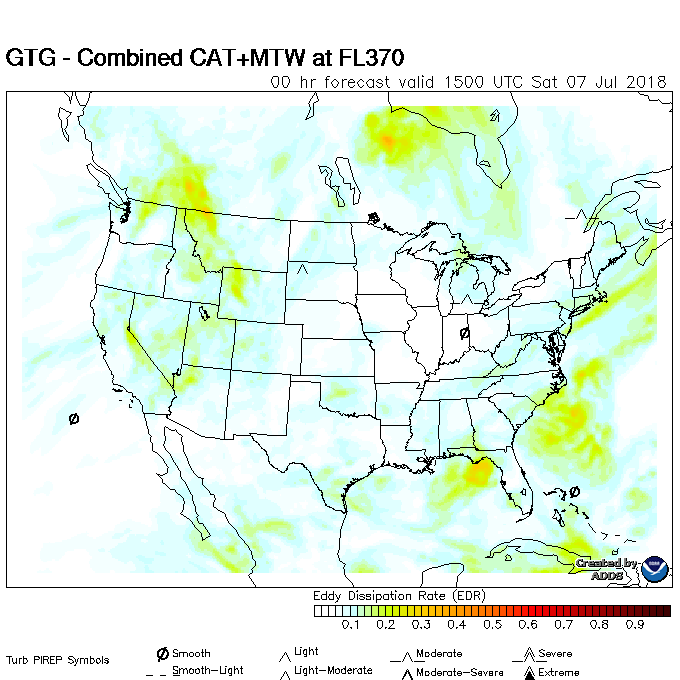 GTG - Combined CAT+MTW at FL370
00 hr forecast valid 1500 UTC Sat 07 Jul 2018
Created by
ADDS
Eddy Dissipation Rate (EDR)
0.1 0.2 0.3 0.4 0.5 0.6 0.7 0.8 0.9
Turb PIREP Symbols
Smooth Light Moderate Severe
Smooth-Light Light-Moderate Moderate-Severe Extreme